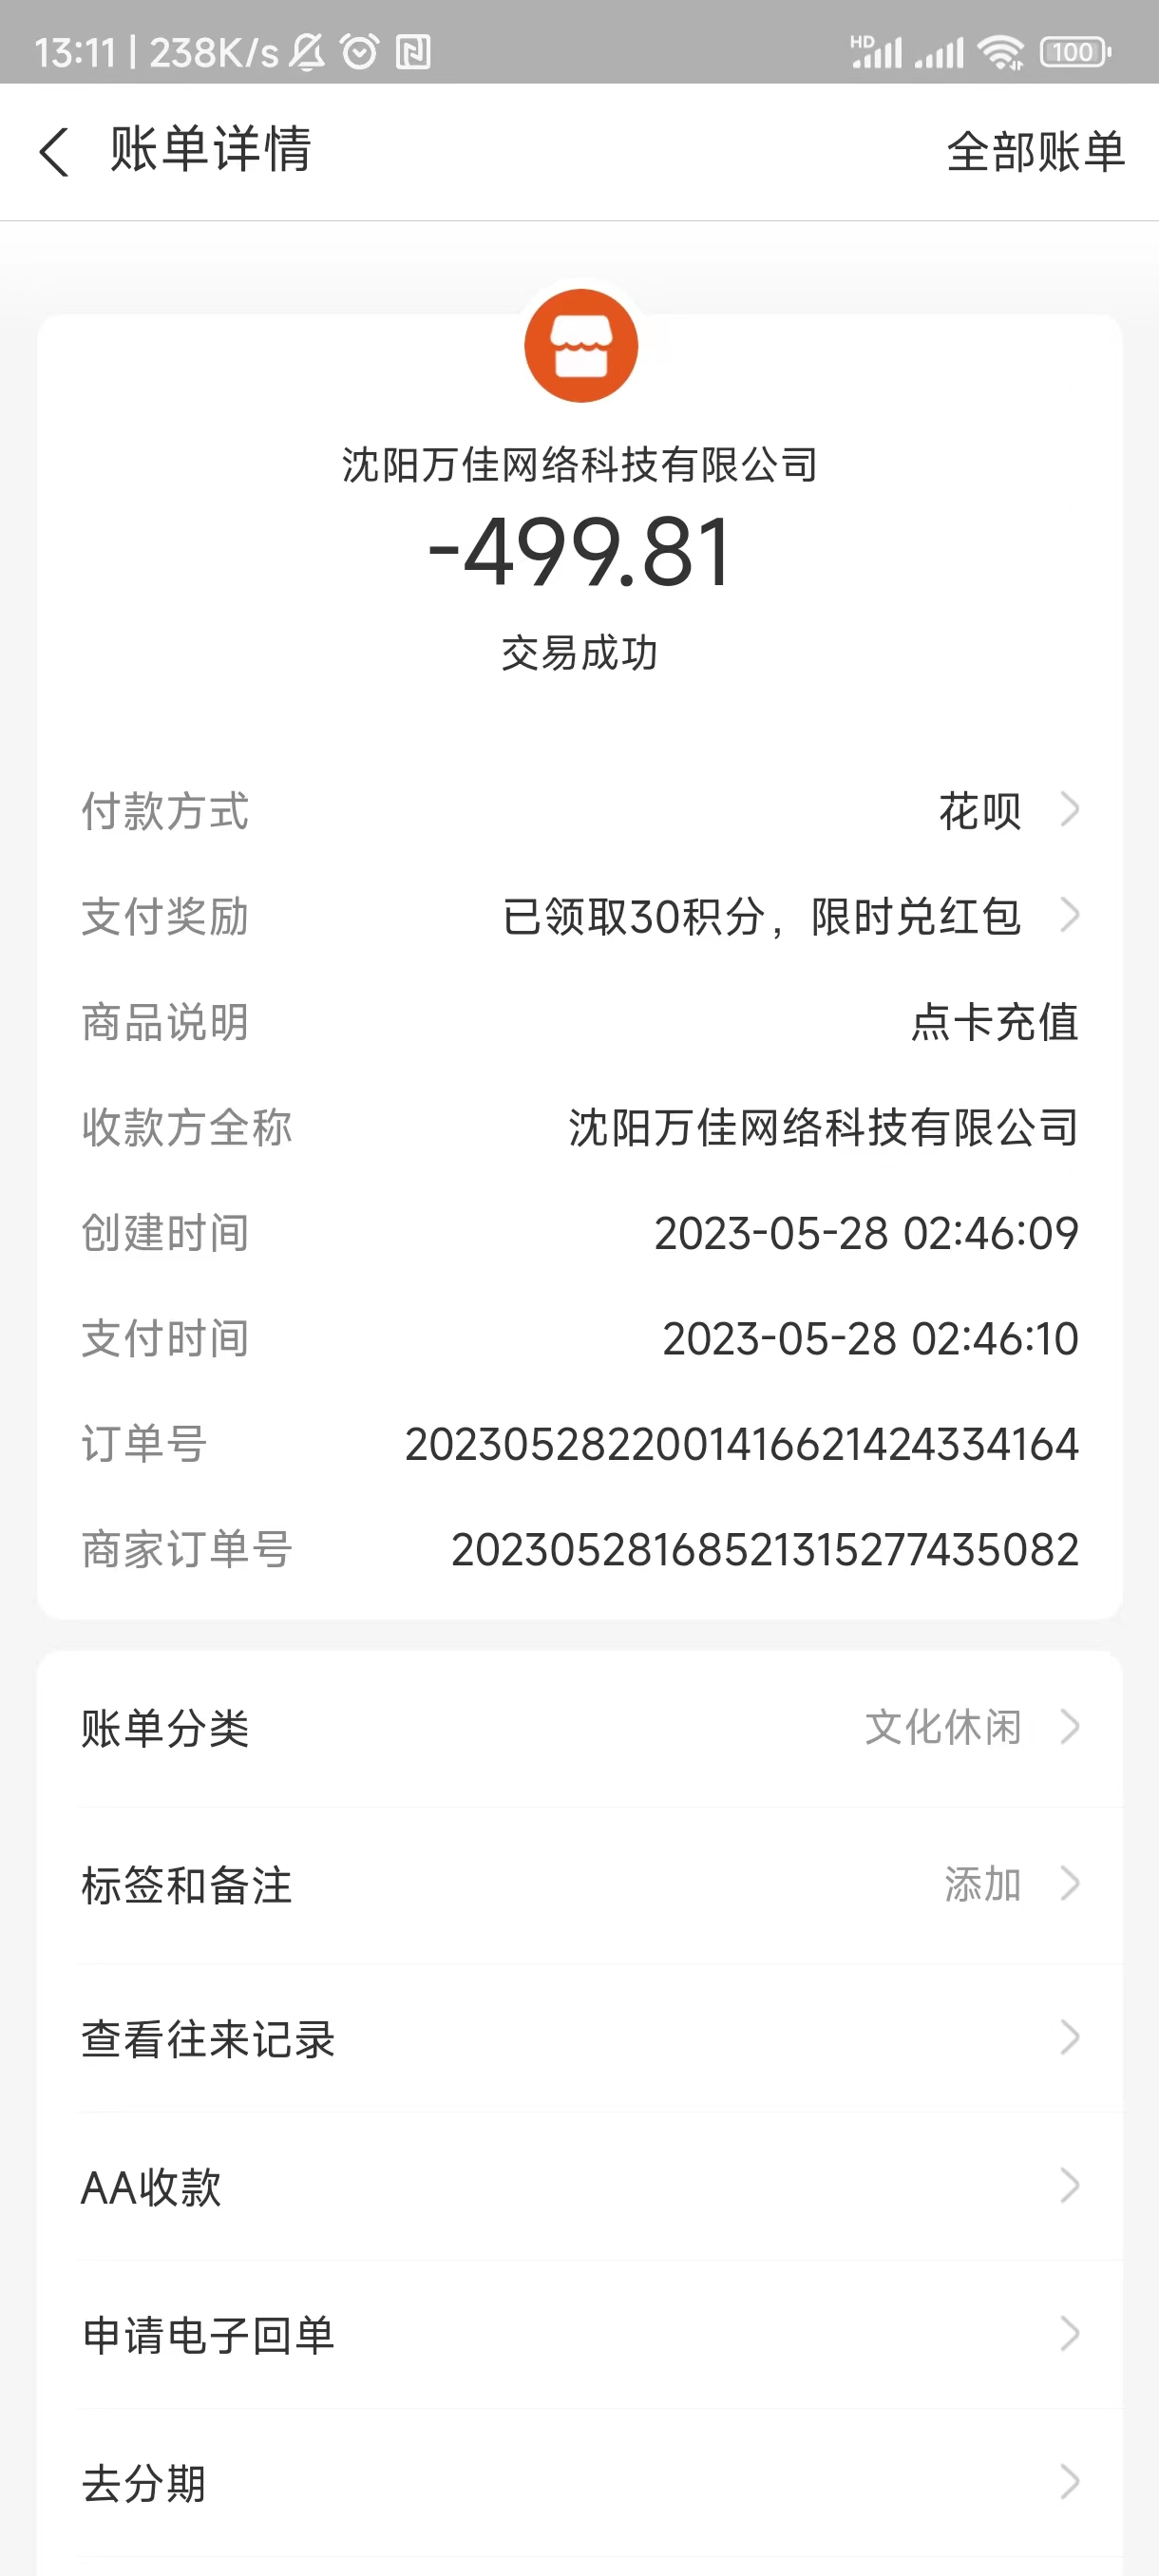 13:11 | 238K/s HD 100
账单详情 全部账单
沈阳万佳网络科技有限公司
-499.81
交易成功
付款方式 花呗
支付奖励 已领取30积分，限时兑红包
商品说明 点卡充值
收款方全称 沈阳万佳网络科技有限公司
创建时间 2023-05-28 02:46:09
支付时间 2023-05-28 02:46:10
订单号 20230528220014166621424334164
商家订单号 2023052816852131527​7435082
账单分类 文化休闲
标签和备注 添加
查看往来记录
AA收款
申请电子回单
去分期